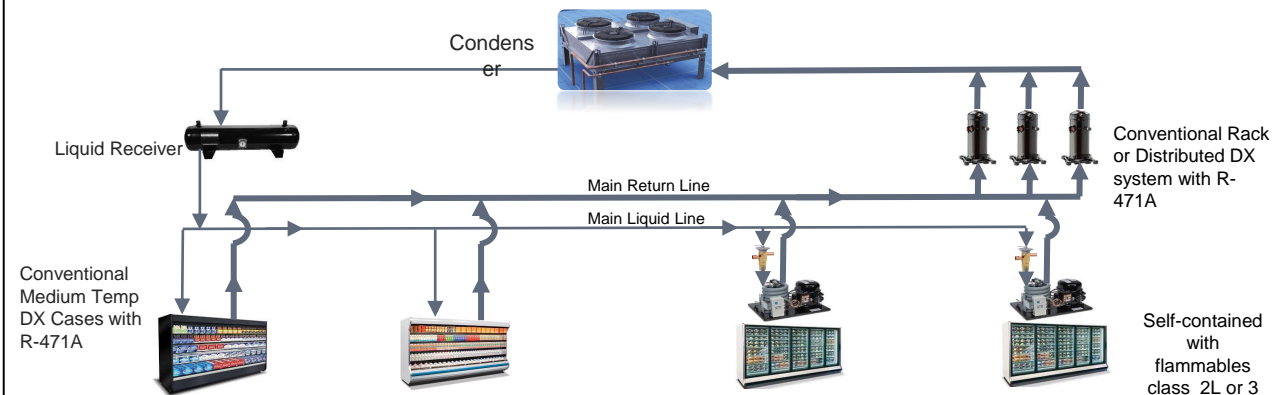 Condens
er
Liquid Receiver
Conventional Rack
or Distributed DX
system with R-
471A
Main Return Line
Main Liquid Line
Conventional
Medium Temp
DX Cases with
R-471A
Self-contained
with
flammables
class  2L or 3